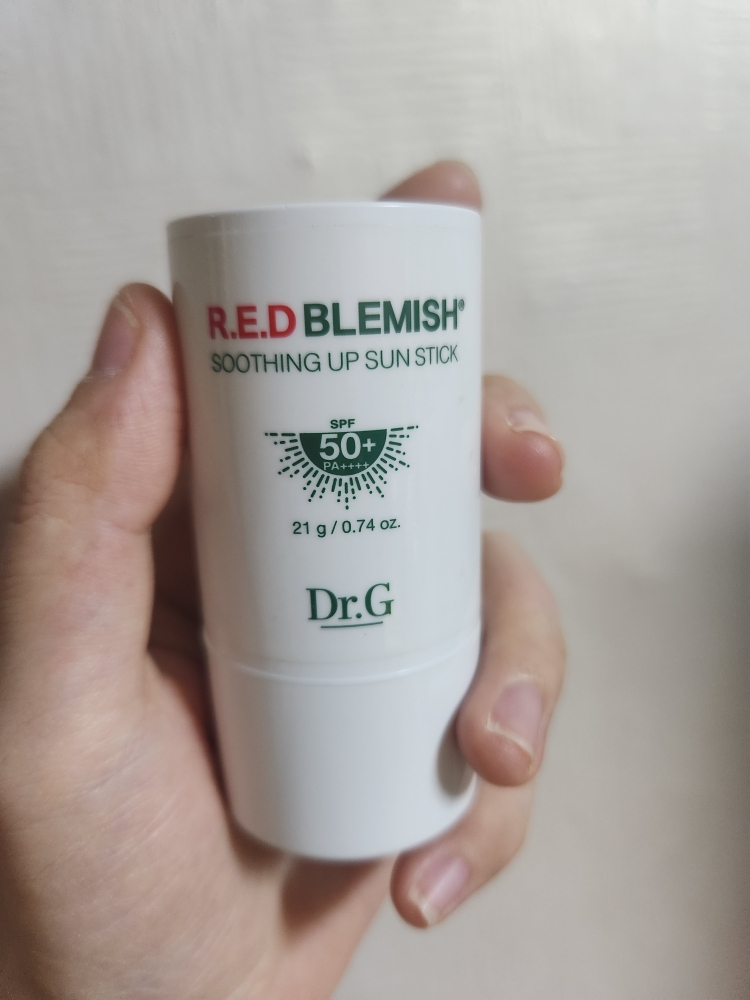 R.E.D BLEMISH®
SOOTHING UP SUN STICK
SPF
50+
PA++++
21 g / 0.74 oz.
Dr.G